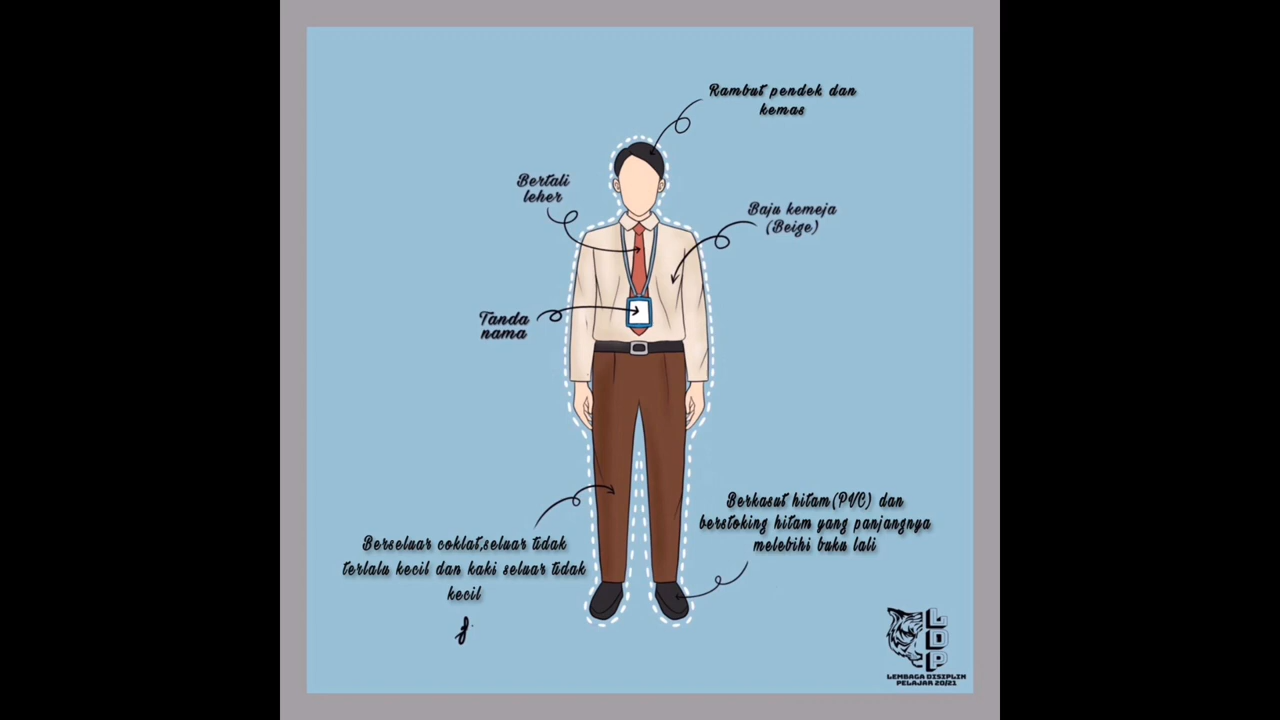 Rambut pendek dan
kemas
Bertali
leher
Baju kemeja
(Beige)
Tanda
nama
Berkasut hitam(PVC) dan
berstoking hitam yang panjangnya
melebihi buku lali
Berseluar coklat,seluar tidak
terlalu kecil dan kaki seluar tidak
kecil
LDP
LEMBAGA DISIPLIN
PELAJAR 20/21